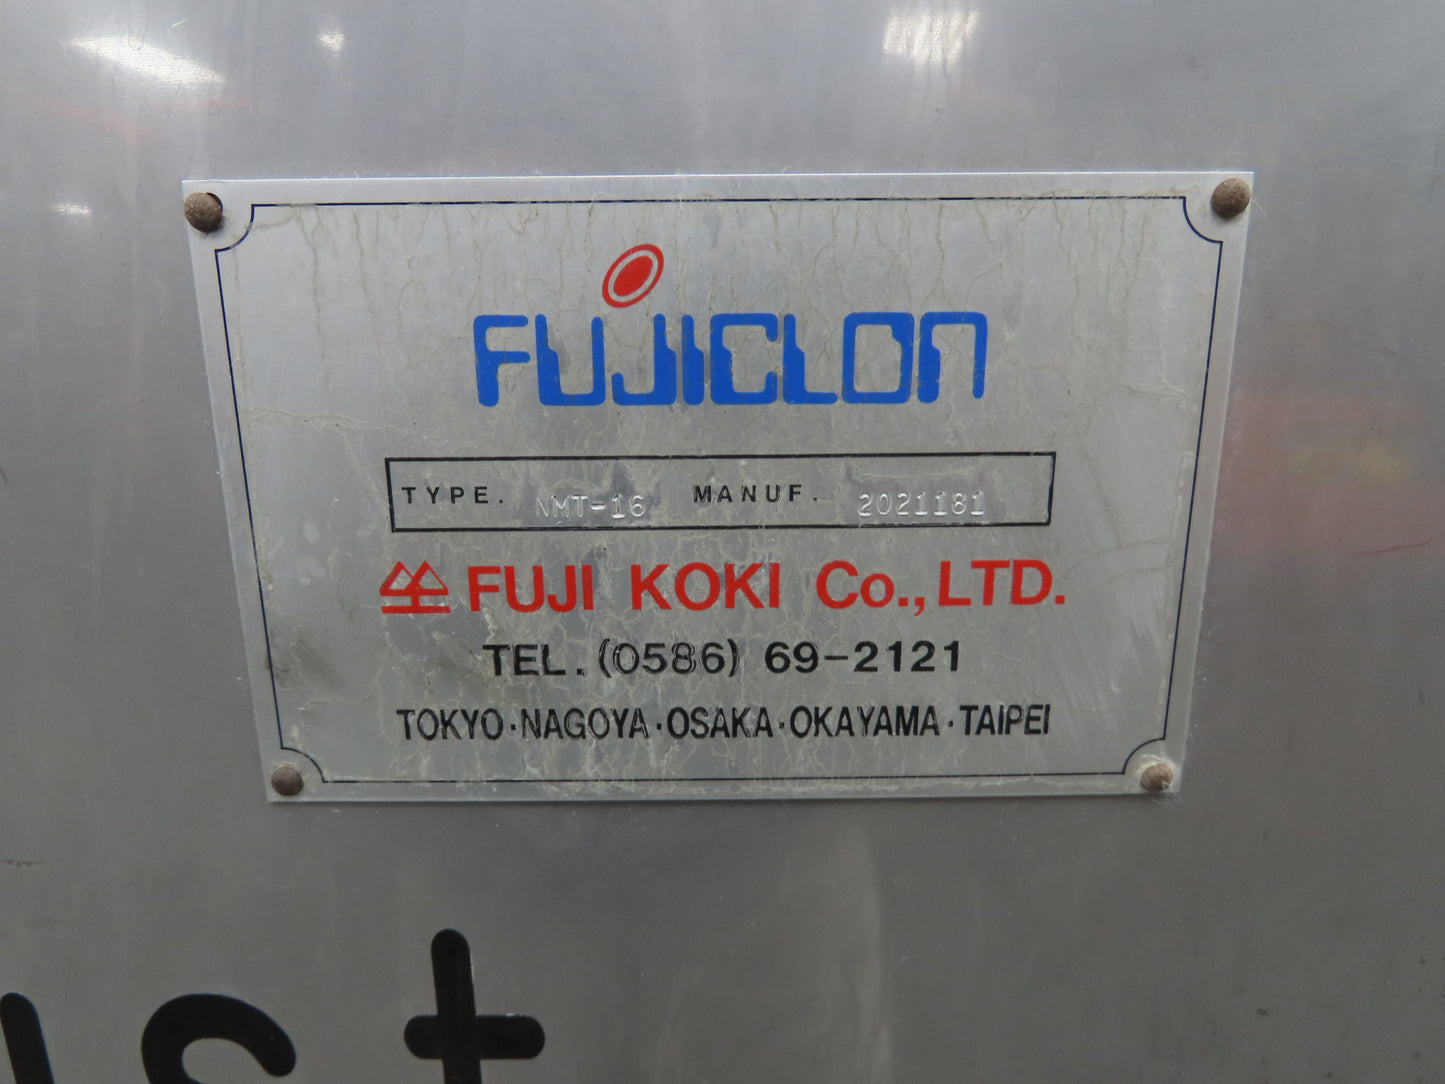 FUJICLON
TYPE. NMT-16 MANUF. 2021181
FUJI KOKI Co., LTD.
TEL. (0586) 69-2121
TOKYO·NAGOYA·OSAKA·OKAYAMA·TAIPEI